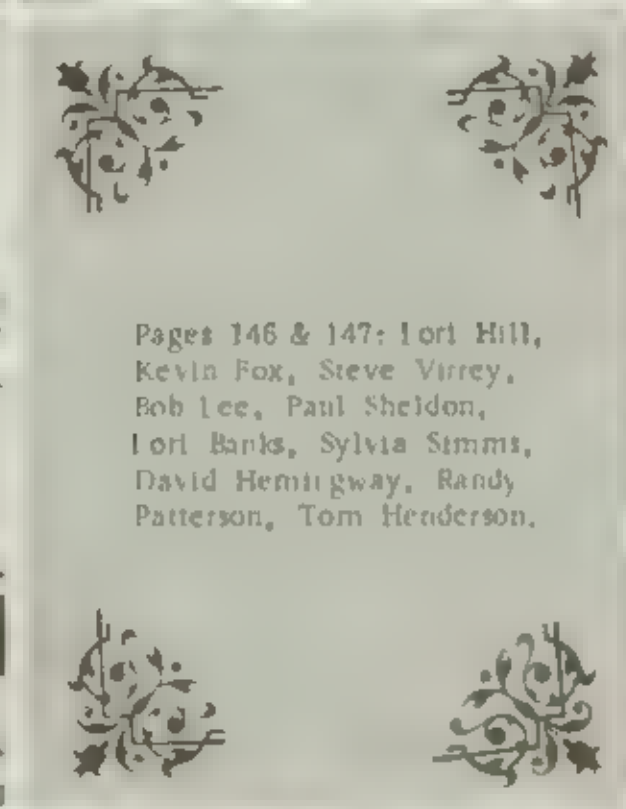 Pages 146 & 147: Lori Hill,
Kevin Fox, Steve Virrey,
Bob Lee, Paul Sheldon,
Lori Banks, Sylvia Simms,
David Hemingway, Randy
Patterson, Tom Henderson.